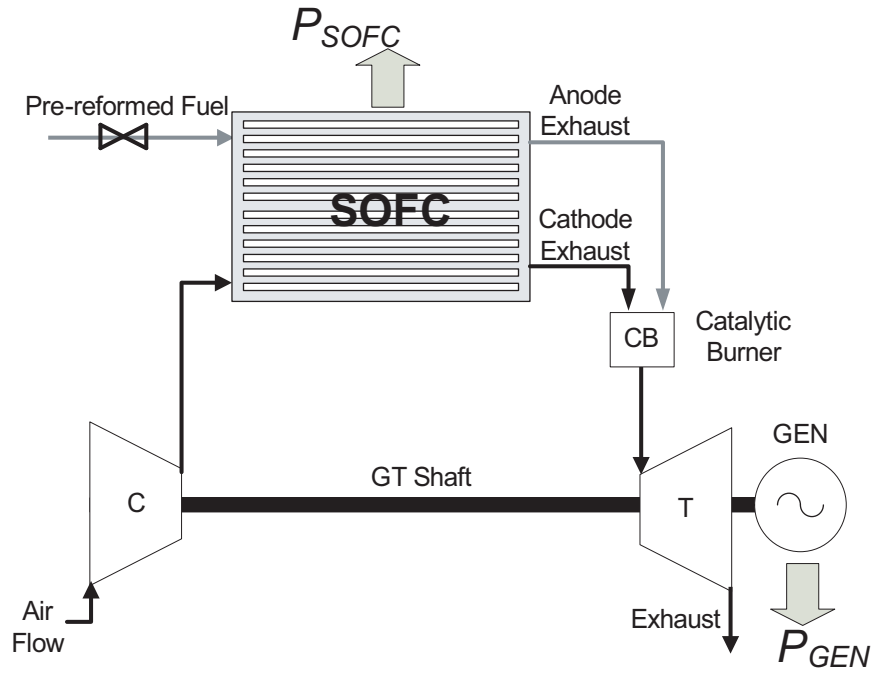 P_SOFC
Pre-reformed Fuel
Anode
Exhaust
SOFC
Cathode
Exhaust
CB
Catalytic
Burner
GEN
GT Shaft
C
T
Air
Flow
Exhaust
P_GEN